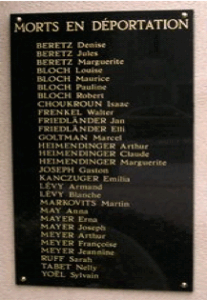 MORTS EN DÉPORTATION
BERETZ Denise
BERETZ Jules
BERETZ Marguerite
BLOCH Louise
BLOCH Maurice
BLOCH Pauline
BLOCH Robert
CHOUKROUN Isaac
FRENKEL Walter
FRIEDLÄNDER Jan
FRIEDLÄNDER Elli
GOLTMAN Marcel
HEIMENDINGER Arthur
HEIMENDINGER Claude
HEIMENDINGER Marguerite
JOSEPH Gaston
KANCZUGER Emilia
LÉVY Armand
LÉVY Blanche
MARKOVITS Martin
MAY Anna
MAYER Erna
MAYER Joseph
MEYER Arthur
MEYER Françoise
MEYER Jeannine
RUFF Sarah
TABET Nelly
YOËL Sylvain